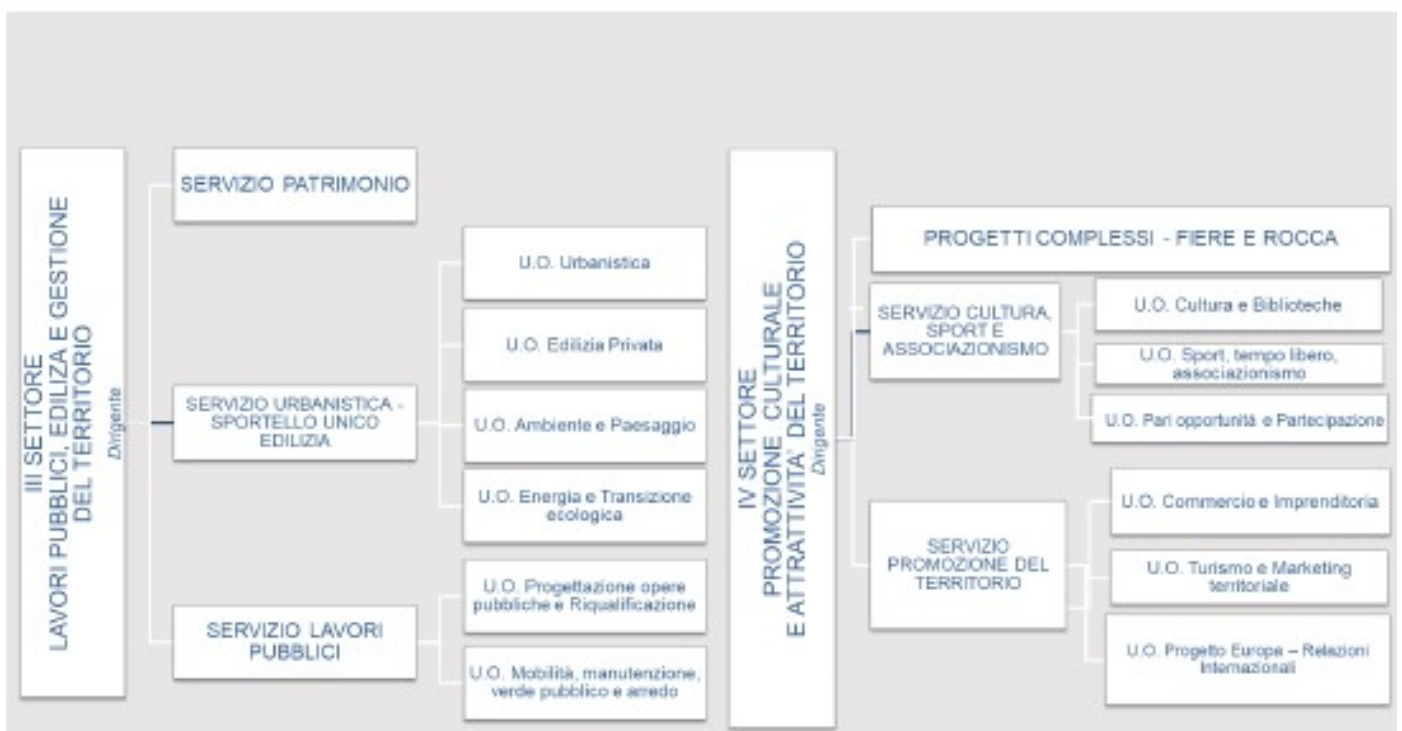 III SETTORE
LAVORI PUBBLICI, EDILIZA E GESTIONE
DEL TERRITORIO
Dirigente
SERVIZIO PATRIMONIO
SERVIZIO URBANISTICA -
SPORTELLO UNICO
EDILIZIA
U.O. Urbanistica
U.O. Edilizia Privata
U.O. Ambiente e Paesaggio
U.O. Energia e Transizione
ecologica
SERVIZIO LAVORI
PUBBLICI
U.O. Progettazione opere
pubbliche e Riqualificazione
U.O. Mobilità, manutenzione,
verde pubblico e arredo
IV SETTORE
PROMOZIONE CULTURALE
E ATTRATTIVITA' DEL TERRITORIO
Dirigente
PROGETTI COMPLESSI - FIERE E ROCCA
SERVIZIO CULTURA,
SPORT E
ASSOCIAZIONISMO
U.O. Cultura e Biblioteche
U.O. Sport, tempo libero,
associazionismo
U.O. Pari opportunità e Partecipazione
SERVIZIO
PROMOZIONE DEL
TERRITORIO
U.O. Commercio e Imprenditoria
U.O. Turismo e Marketing
territoriale
U.O. Progetto Europa – Relazioni
Internazionali